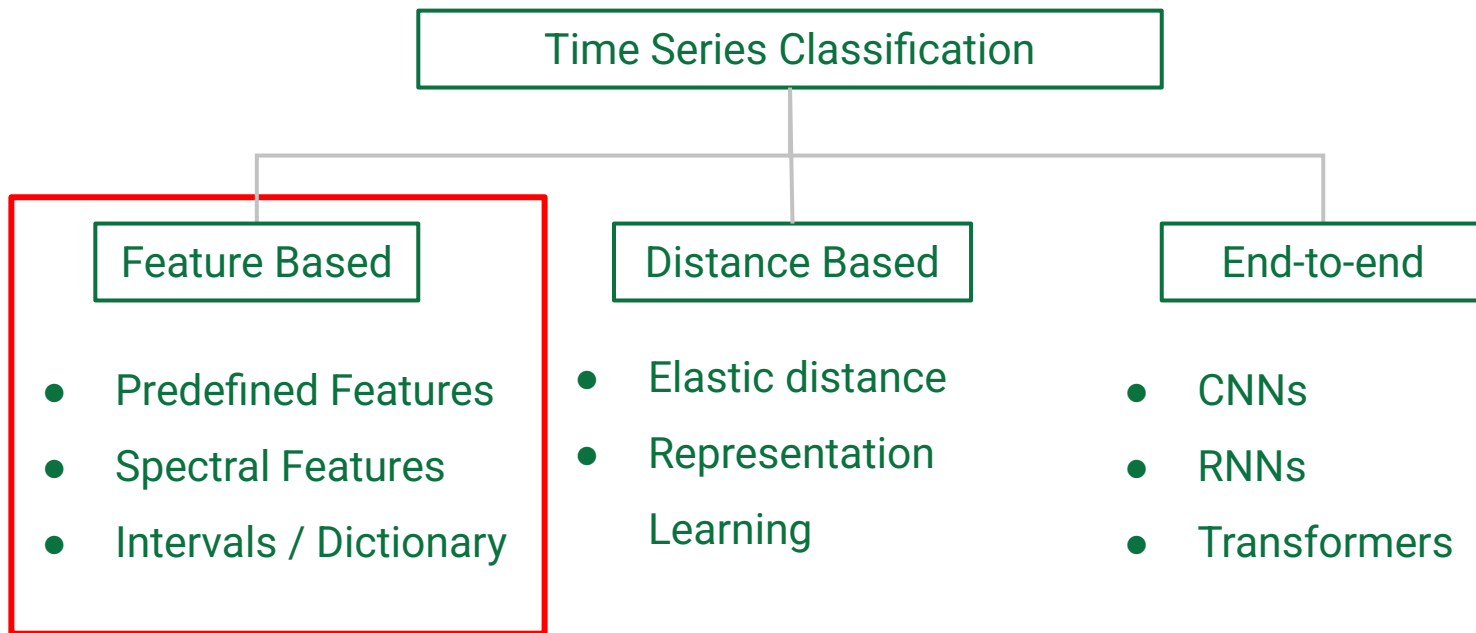 Time Series Classification
Feature Based
● Predefined Features
● Spectral Features
● Intervals / Dictionary
Distance Based
● Elastic distance
● Representation
Learning
End-to-end
● CNNs
● RNNs
● Transformers